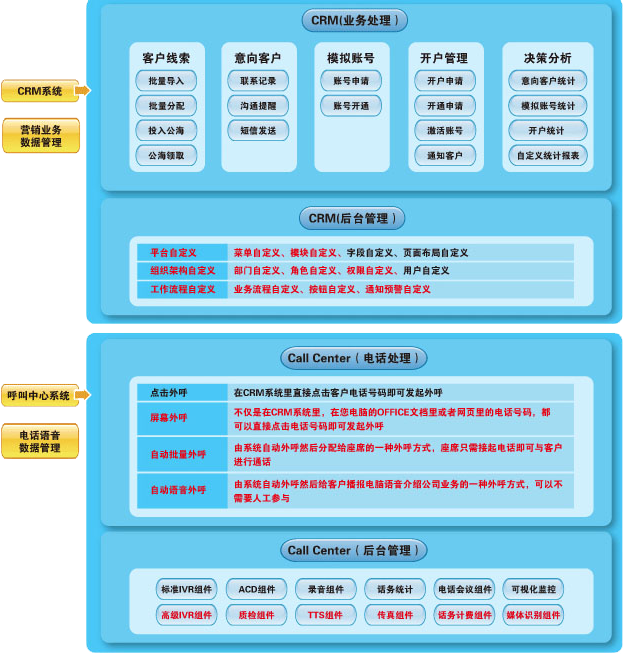 CRM(业务处理)
CRM系统
营销业务
数据管理
客户线索
批量导入
批量分配
投入公海
公海领取
意向客户
联系记录
沟通提醒
短信发送
模拟账号
账号申请
账号开通
开户管理
开户申请
开通申请
激活账号
通知客户
决策分析
意向客户统计
模拟账号统计
开户统计
自定义统计报表
CRM(后台管理)
平台自定义 菜单自定义、模块自定义、字段自定义、页面布局自定义
组织架构自定义 部门自定义、角色自定义、权限自定义、用户自定义
工作流程自定义 业务流程自定义、按钮自定义、通知预警自定义
Call Center(电话处理)
呼叫中心系统
电话语音
数据管理
点击外呼 在CRM系统里直接点击客户电话号码即可发起外呼
屏幕外呼 不仅是在CRM系统里，在您电脑的OFFICE文档里或者网页里的电话号码，都
可以直接点击电话号码即可发起外呼
自动批量外呼 由系统自动外呼然后分配给座席的一种外呼方式，座席只需接起电话即可与客户
进行通话
自动语音外呼 由系统自动外呼然后给客户播报电脑语音介绍公司业务的一种外呼方式，可以不
需要人工参与
Call Center(后台管理)
标准IVR组件 ACD组件 录音组件 话务统计 电话会议组件 可视化监控
高级IVR组件 质检组件 TTS组件 传真组件 话务计费组件 媒体识别组件